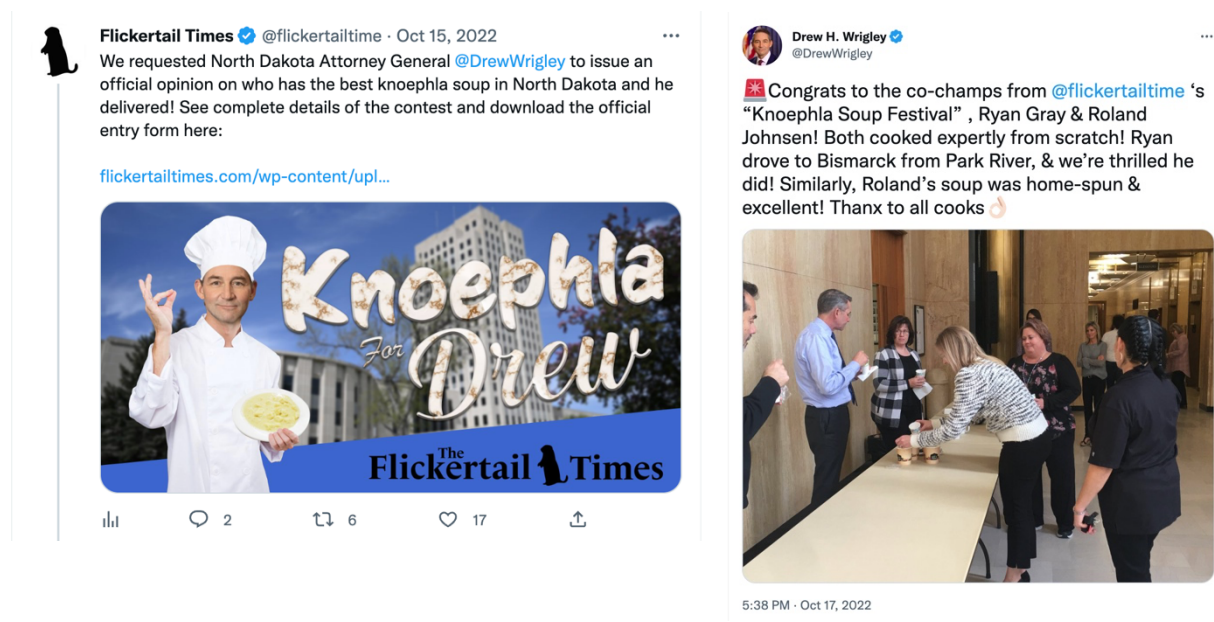 Flickertail Times @flickertailtime · Oct 15, 2022
We requested North Dakota Attorney General @DrewWrigley to issue an
official opinion on who has the best knoephla soup in North Dakota and he
delivered! See complete details of the contest and download the official
entry form here:
flickertailtimes.com/wp-content/upl...
Knoephla
For Drew
The
Flickertail Times
2
6
17
Drew H. Wrigley
@DrewWrigley
🚨Congrats to the co-champs from @flickertailtime ‘s
“Knoephla Soup Festival” , Ryan Gray & Roland
Johnsen! Both cooked expertly from scratch! Ryan
drove to Bismarck from Park River, & we’re thrilled he
did! Similarly, Roland’s soup was home-spun &
excellent! Thanx to all cooks👌🏻
5:38 PM · Oct 17, 2022